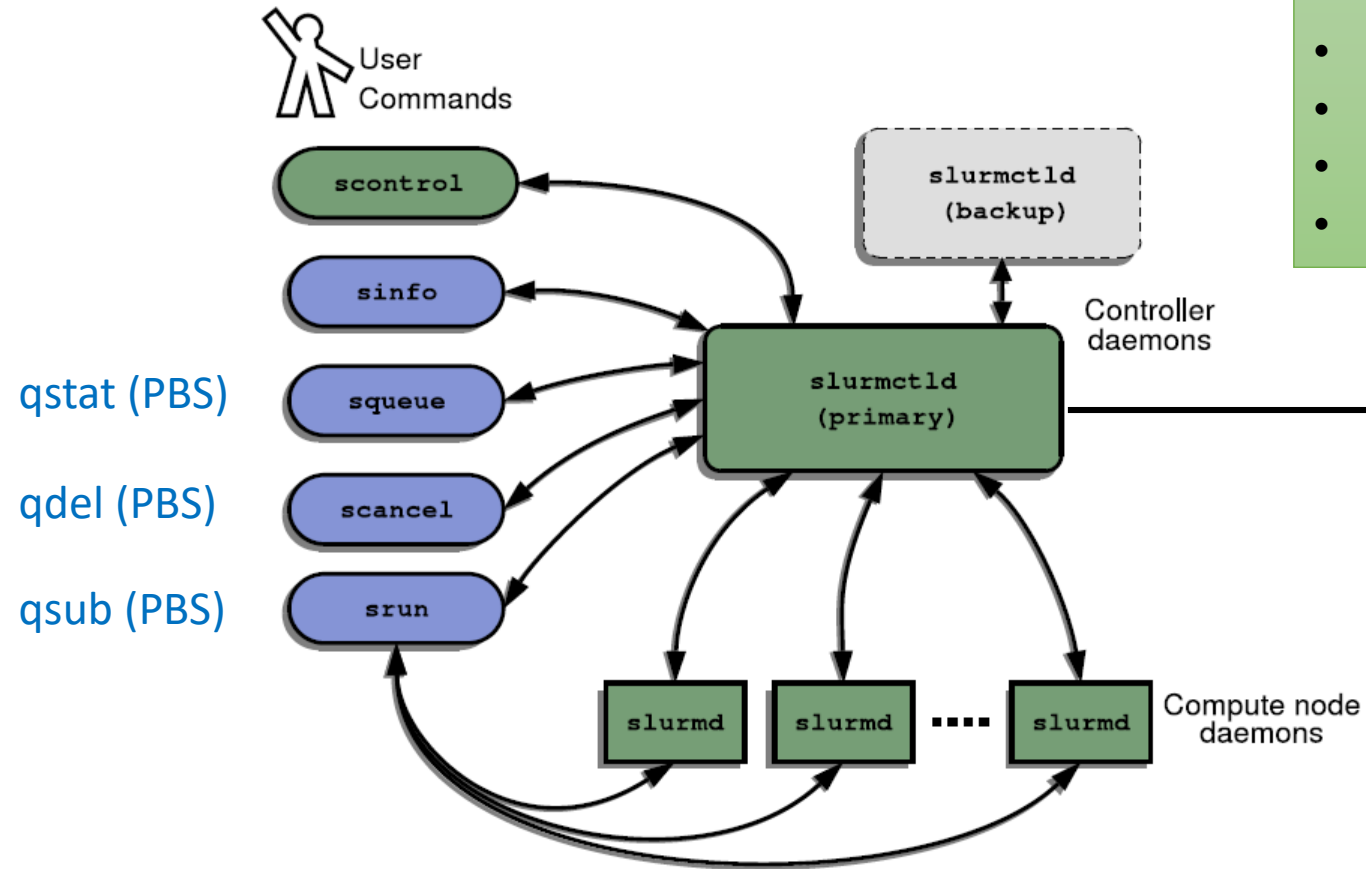 User
Commands
scontrol
slurmctld
(backup)
•
•
•
•
sinfo
Controller
daemons
qstat (PBS)
squeue
slurmctld
(primary)
qdel (PBS)
scancel
qsub (PBS)
srun
slurmd
slurmd
....
slurmd
Compute node
daemons